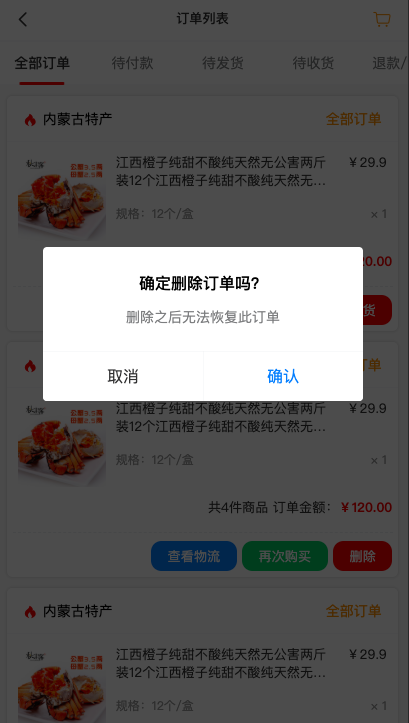 订单列表
全部订单 待付款 待发货 待收货 退款/
内蒙古特产 全部订单
江西橙子纯甜不酸纯天然无公害两斤 ￥29.9
装12个江西橙子纯甜不酸纯天然无...
规格：12个/盒 × 1
20.00
货
确定删除订单吗?
删除之后无法恢复此订单
取消 确认
单
江西橙子纯甜不酸纯天然无公害两斤 ￥29.9
装12个江西橙子纯甜不酸纯天然无...
规格：12个/盒 × 1
共4件商品 订单金额： ￥120.00
查看物流 再次购买 删除
内蒙古特产 全部订单
江西橙子纯甜不酸纯天然无公害两斤 ￥29.9
装12个江西橙子纯甜不酸纯天然无...
规格：12个/盒 × 1